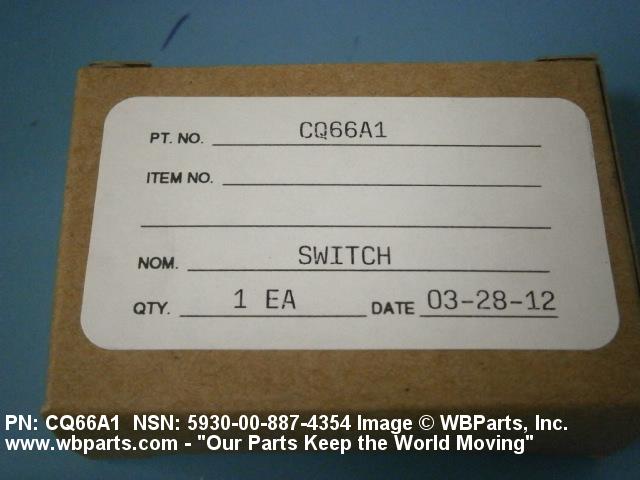 PT. NO. CQ66A1
ITEM NO.
NOM. SWITCH
QTY. 1 EA DATE 03-28-12
PN: CQ66A1 NSN: 5930-00-887-4354 Image © WBParts, Inc.
www.wbparts.com - "Our Parts Keep the World Moving"